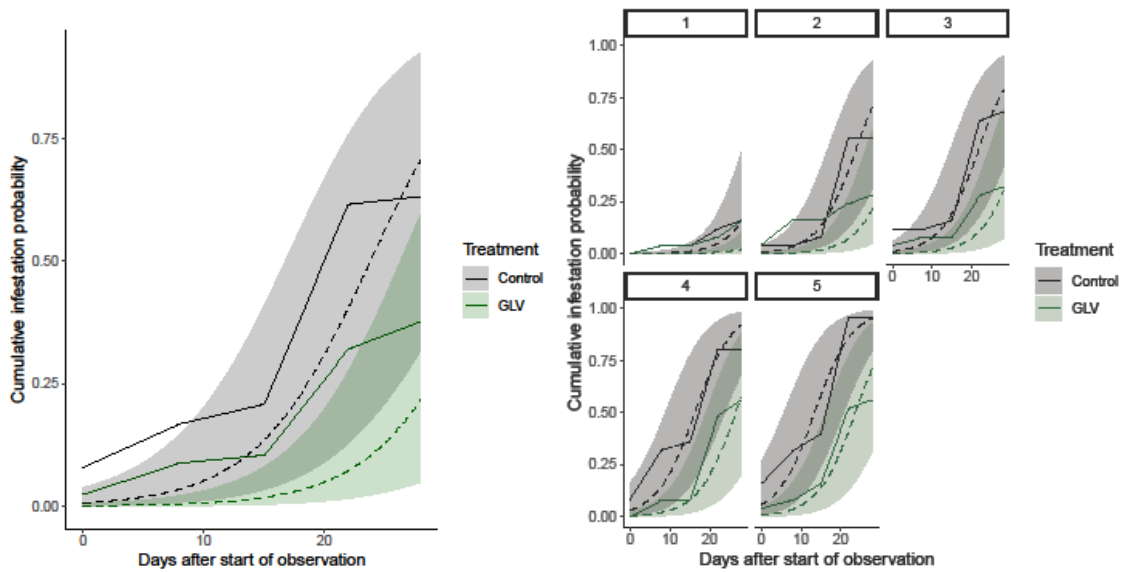 Cumulative infestation probability
0.75
0.50
0.25
0.00
0
10
20
Days after start of observation
Treatment
Control
GLV
Cumulative infestation probability
1
2
3
1.00
0.75
0.50
0.25
0.00
0 10 20
4
5
1.00
0.75
0.50
0.25
0.00
0 10 20
0 10 20
Days after start of observation
Treatment
Control
GLV